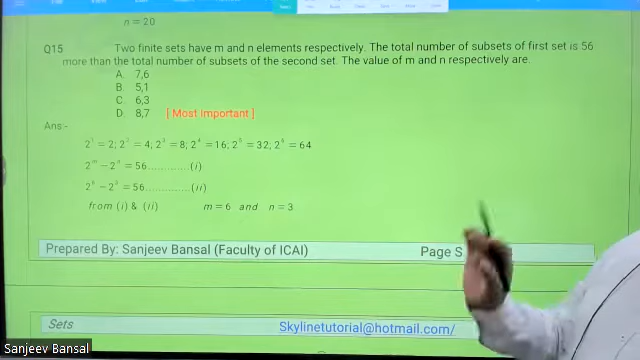 n = 20
Q15 Two finite sets have m and n elements respectively. The total number of subsets of first set is 56
more than the total number of subsets of the second set. The value of m and n respectively are.
A. 7,6
B. 5,1
C. 6,3
D. 8,7 [ Most important ]
Ans:-
2¹ = 2; 2² = 4; 2³ = 8; 2⁴ = 16; 2⁵ = 32; 2⁶ = 64
2ᵐ − 2ⁿ = 56............(i)
2⁶ − 2³ = 56............(ii)
from (i) & (ii) m = 6 and n = 3
Prepared By: Sanjeev Bansal (Faculty of ICAI) Page S
Sets Skylinetutorial@hotmail.com/
Sanjeev Bansal